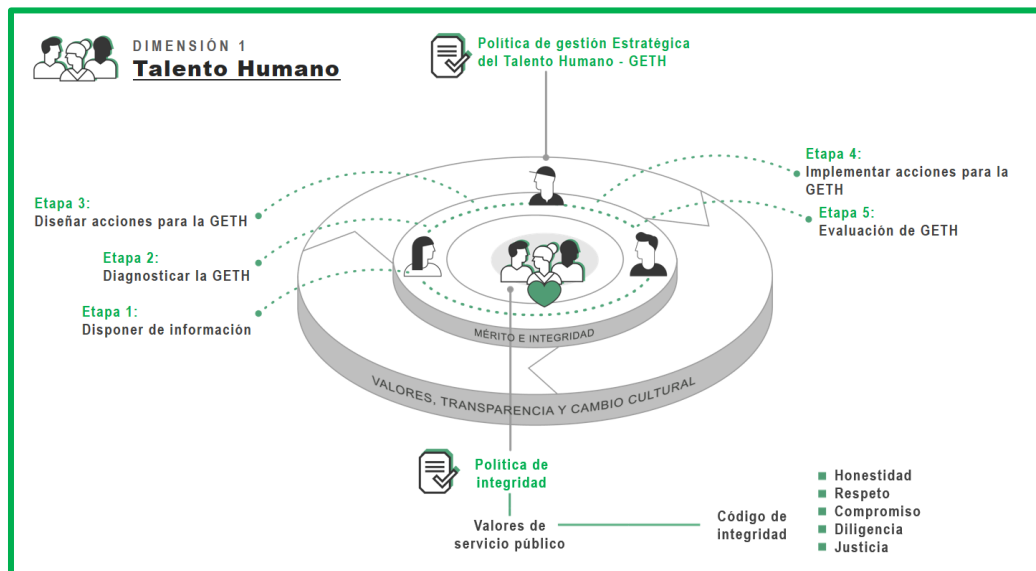 DIMENSIÓN 1
Talento Humano
Política de gestión Estratégica
del Talento Humano - GETH
Etapa 3:
Diseñar acciones para la GETH
Etapa 2:
Diagnosticar la GETH
Etapa 1:
Disponer de información
Etapa 4:
Implementar acciones para la
GETH
Etapa 5:
Evaluación de GETH
MÉRITO E INTEGRIDAD
VALORES, TRANSPARENCIA Y CAMBIO CULTURAL
Política de
integridad
Valores de
servicio público
Código de
integridad
Honestidad
Respeto
Compromiso
Diligencia
Justicia